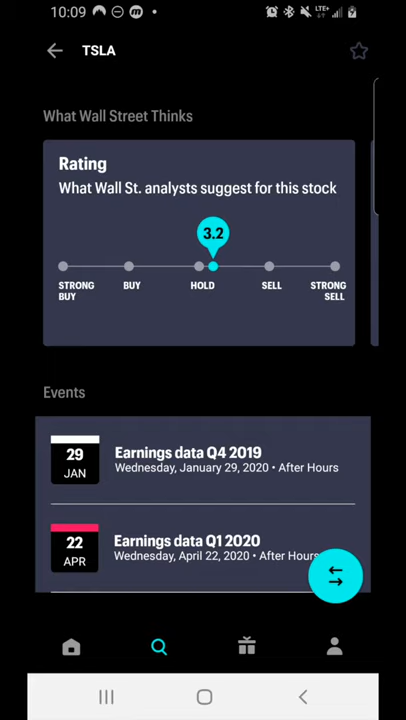 10:09
LTE+
TSLA
What Wall Street Thinks
Rating
What Wall St. analysts suggest for this stock
3.2
STRONG BUY
BUY
HOLD
SELL
STRONG SELL
Events
29 JAN
Earnings data Q4 2019
Wednesday, January 29, 2020 • After Hours
22 APR
Earnings data Q1 2020
Wednesday, April 22, 2020 • After Hours